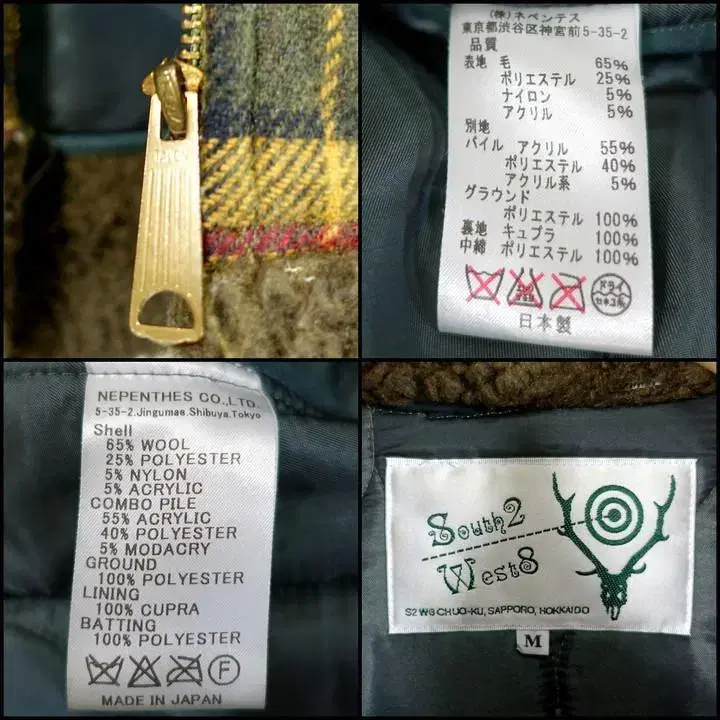 (株)ネペンテス
東京都渋谷区神宮前5-35-2
品質
表地 毛 65%
ポリエステル 25%
ナイロン 5%
アクリル 5%
別地
パイル アクリル 55%
ポリエステル 40%
アクリル系 5%
グラウンド
ポリエステル 100%
裏地 キュプラ 100%
中綿 ポリエステル 100%
ドライ
セキユ系
日本製
NEPENTHES CO.,LTD.
5-35-2.Jingumae.Shibuya.Tokyo
Shell
65% WOOL
25% POLYESTER
5% NYLON
5% ACRYLIC
COMBO PILE
55% ACRYLIC
40% POLYESTER
5% MODACRY
GROUND
100% POLYESTER
LINING
100% CUPRA
BATTING
100% POLYESTER
F
MADE IN JAPAN
South2
West8
S2 W8 CHUO-KU, SAPPORO, HOKKAIDO
M